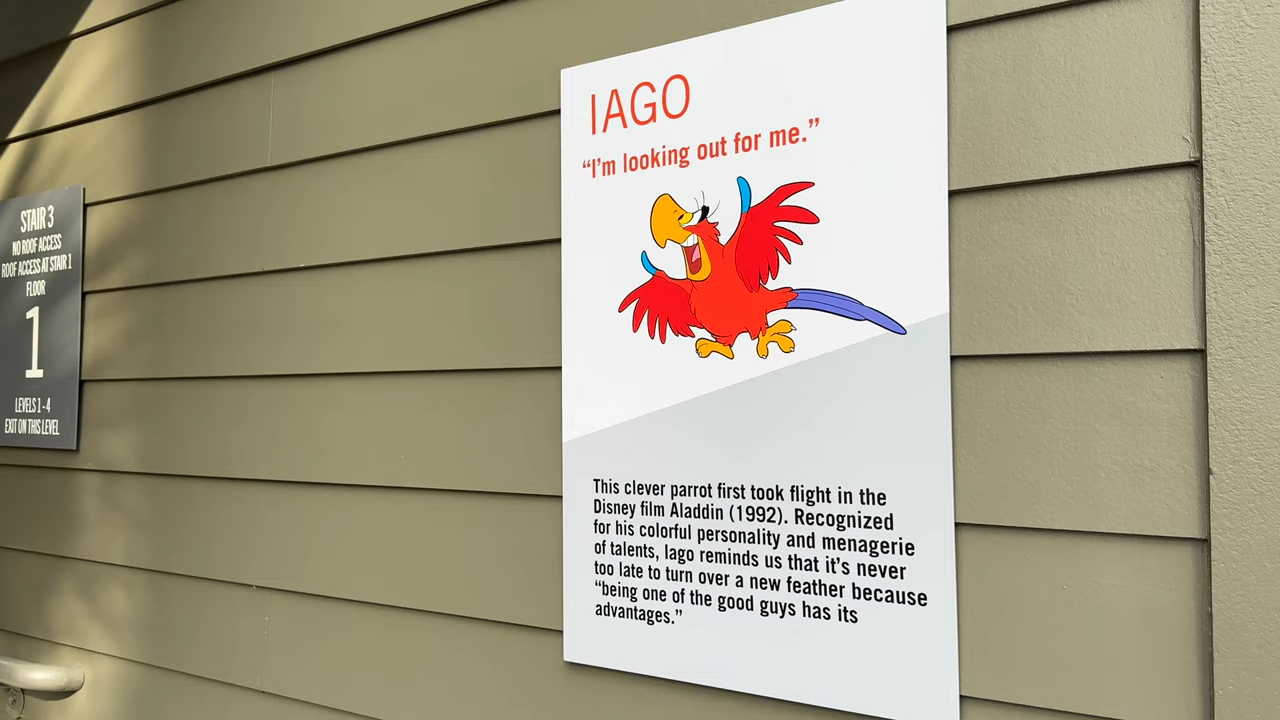 STAIR 3
NO ROOF ACCESS
ROOF ACCESS AT STAIR 1
FLOOR
1
LEVELS 1-4
EXIT ON THIS LEVEL
IAGO
“I’m looking out for me.”
This clever parrot first took flight in the
Disney film Aladdin (1992). Recognized
for his colorful personality and menagerie
of talents, Iago reminds us that it’s never
too late to turn over a new feather because
“being one of the good guys has its
advantages.”